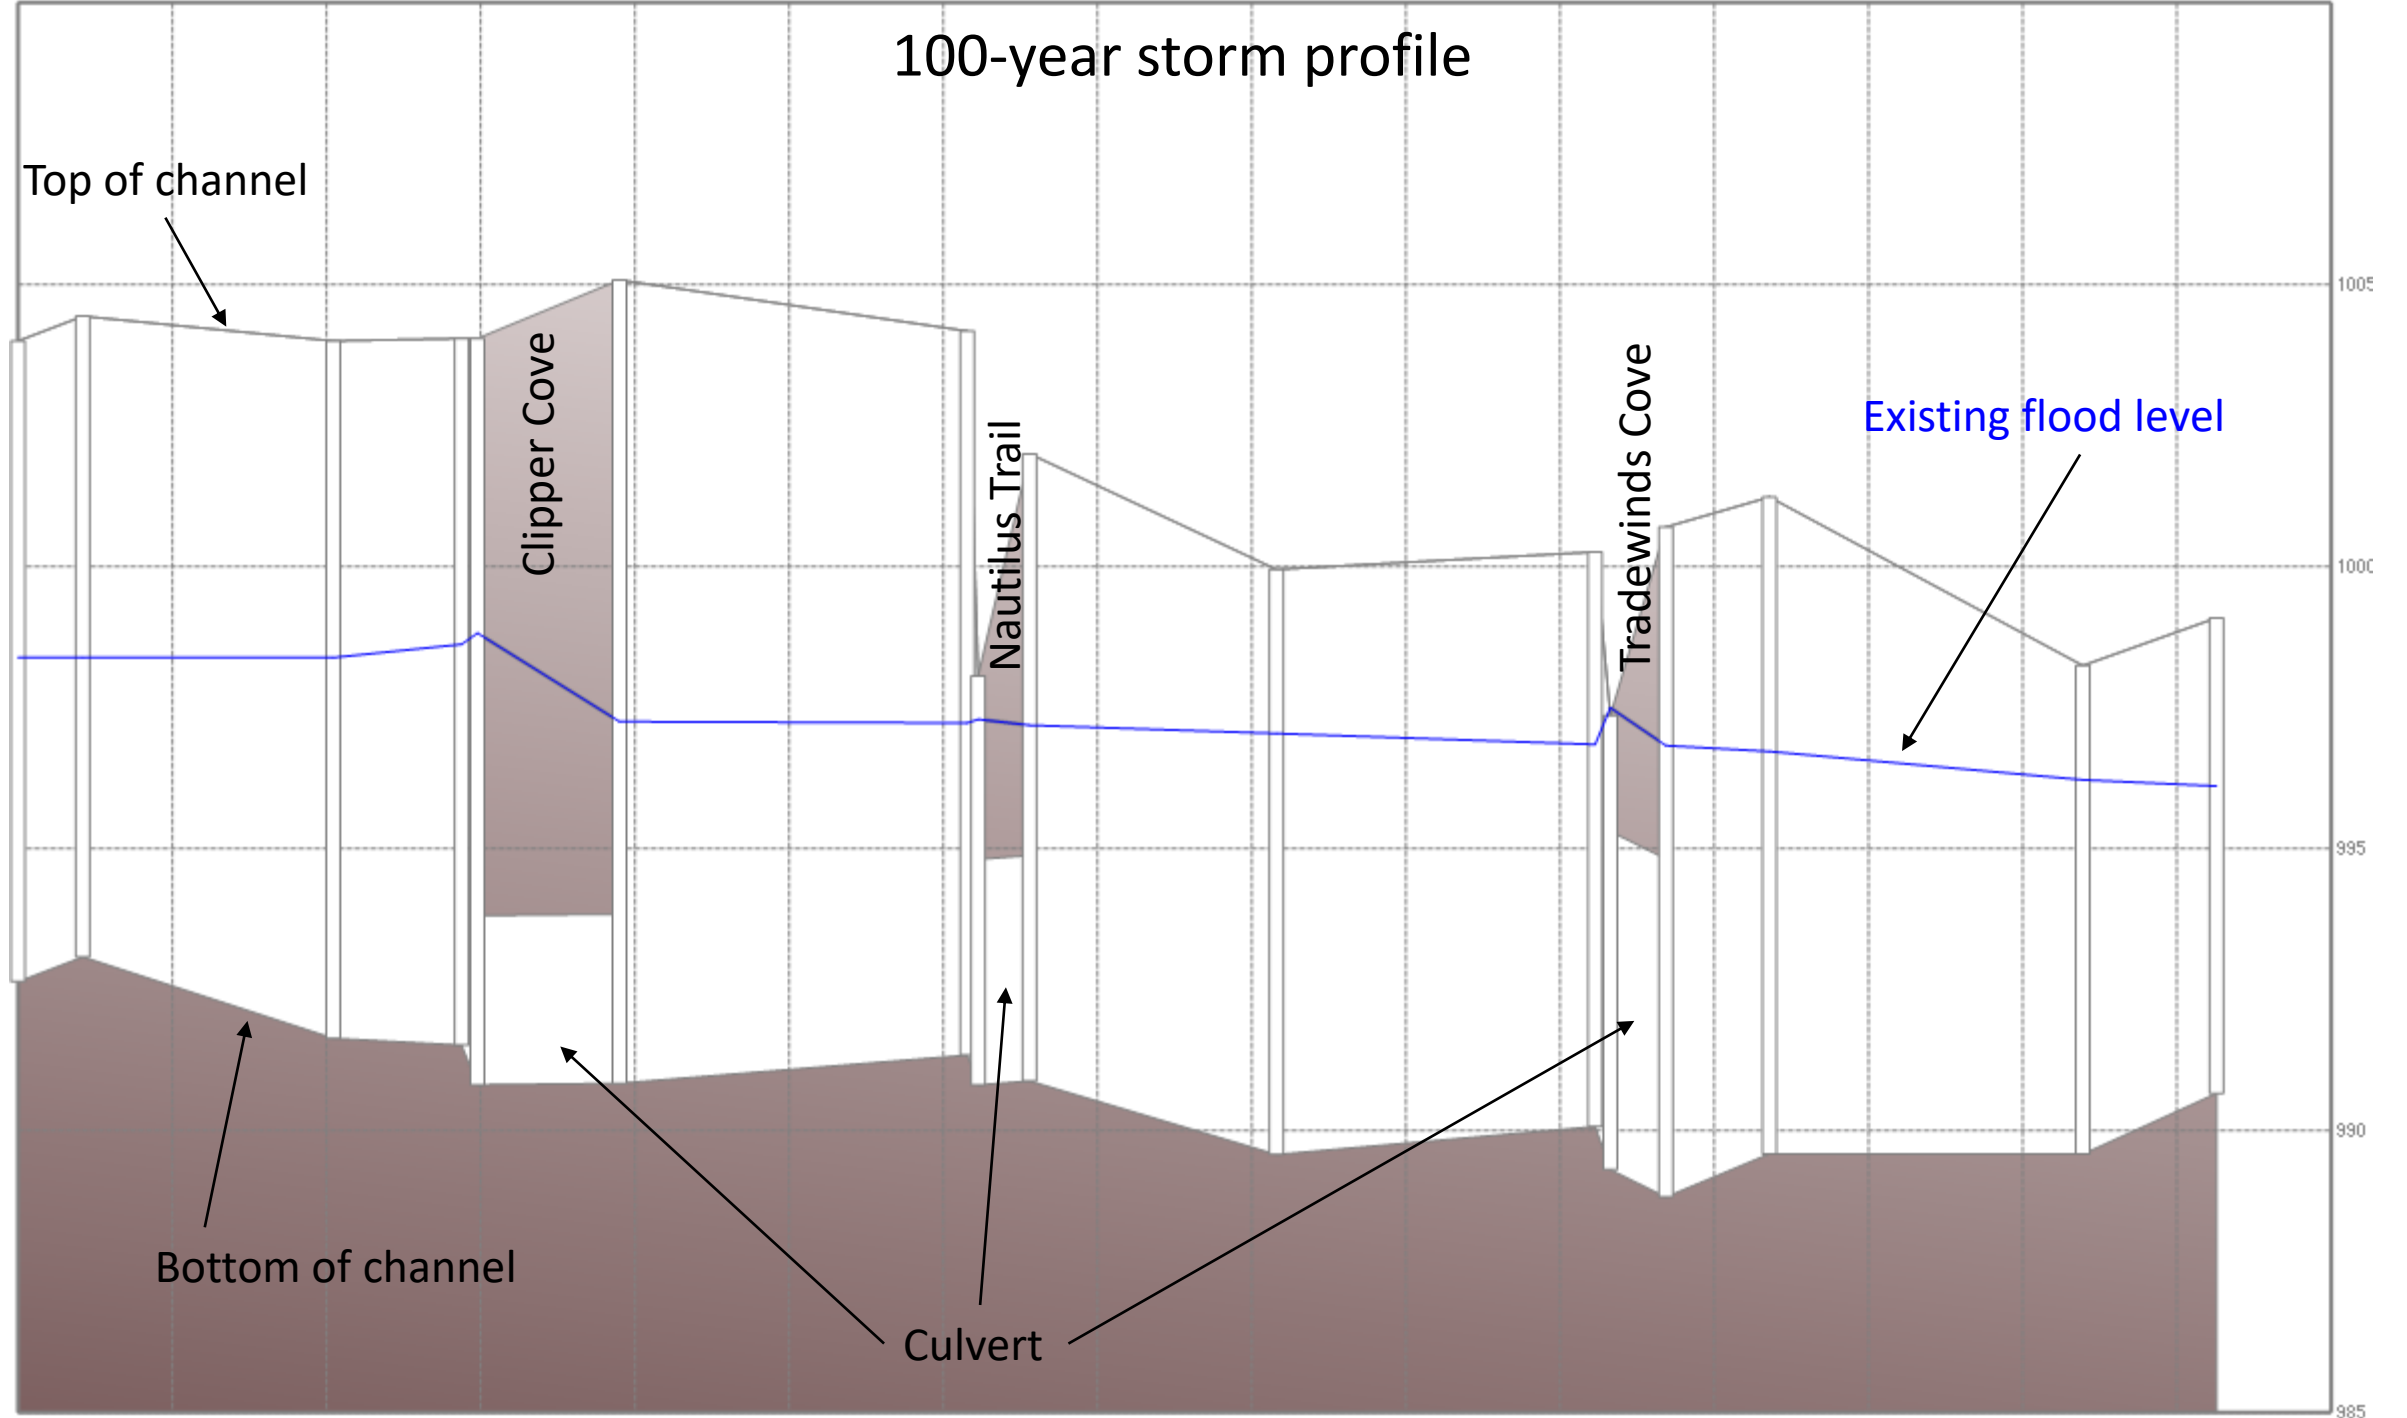 100-year storm profile
Top of channel
1005
Clipper Cove
Nautilus Trail
Tradewinds Cove
Existing flood level
1000
995
990
Bottom of channel
Culvert
985